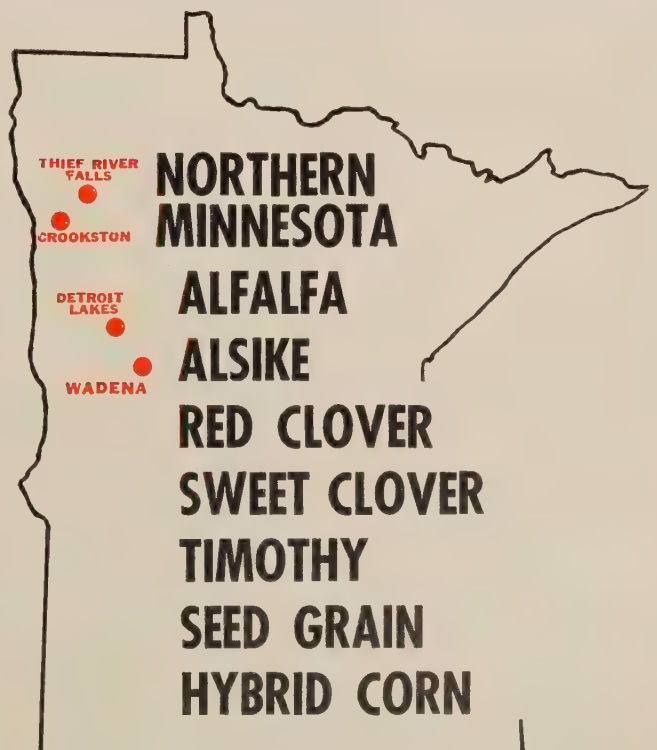 THIEF RIVER
FALLS
CROOKSTON
DETROIT
LAKES
WADENA
NORTHERN
MINNESOTA
ALFALFA
ALSIKE
RED CLOVER
SWEET CLOVER
TIMOTHY
SEED GRAIN
HYBRID CORN